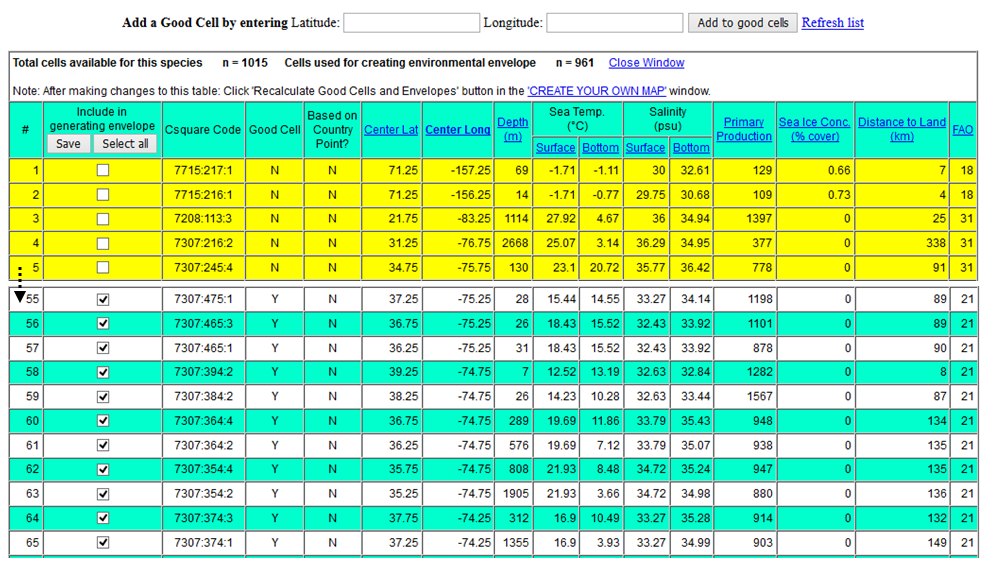 Add a Good Cell by entering Latitude: Longitude: Add to good cells Refresh list
Total cells available for this species n = 1015 Cells used for creating environmental envelope n = 961 Close Window
Note: After making changes to this table: Click 'Recalculate Good Cells and Envelopes' button in the 'CREATE YOUR OWN MAP' window.
# Include in generating envelope Save Select all Csquare Code Good Cell Based on Country Point? Center Lat Center Long Depth (m) Sea Temp. (°C) Surface Bottom Salinity (psu) Surface Bottom Primary Production Sea Ice Conc. (% cover) Distance to Land (km) FAO
1 7715:217:1 N N 71.25 -157.25 69 -1.71 -1.11 30 32.61 129 0.66 7 18
2 7715:216:1 N N 71.25 -156.25 14 -1.71 -0.77 29.75 30.68 109 0.73 4 18
3 7208:113:3 N N 21.75 -83.25 1114 27.92 4.67 36 34.94 1397 0 25 31
4 7307:216:2 N N 31.25 -76.75 2668 25.07 3.14 36.29 34.95 377 0 338 31
5 7307:245:4 N N 34.75 -75.75 130 23.1 20.72 35.77 36.42 778 0 91 31
55 7307:475:1 Y N 37.25 -75.25 28 15.44 14.55 33.27 34.14 1198 0 89 21
56 7307:465:3 Y N 36.75 -75.25 26 18.43 15.52 32.43 33.92 1101 0 89 21
57 7307:465:1 Y N 36.25 -75.25 31 18.43 15.52 32.43 33.92 878 0 90 21
58 7307:394:2 Y N 39.25 -74.75 7 12.52 13.19 32.63 32.84 1282 0 8 21
59 7307:384:2 Y N 38.25 -74.75 26 14.23 10.28 32.63 33.44 1567 0 87 21
60 7307:364:4 Y N 36.75 -74.75 289 19.69 11.86 33.79 35.43 948 0 134 21
61 7307:364:2 Y N 36.25 -74.75 576 19.69 7.12 33.79 35.07 938 0 135 21
62 7307:354:4 Y N 35.75 -74.75 808 21.93 8.48 34.72 35.24 947 0 135 21
63 7307:354:2 Y N 35.25 -74.75 1905 21.93 3.66 34.72 34.98 880 0 136 21
64 7307:374:3 Y N 37.75 -74.25 312 16.9 10.49 33.27 35.28 914 0 132 21
65 7307:374:1 Y N 37.25 -74.25 1355 16.9 3.93 33.27 34.99 903 0 149 21